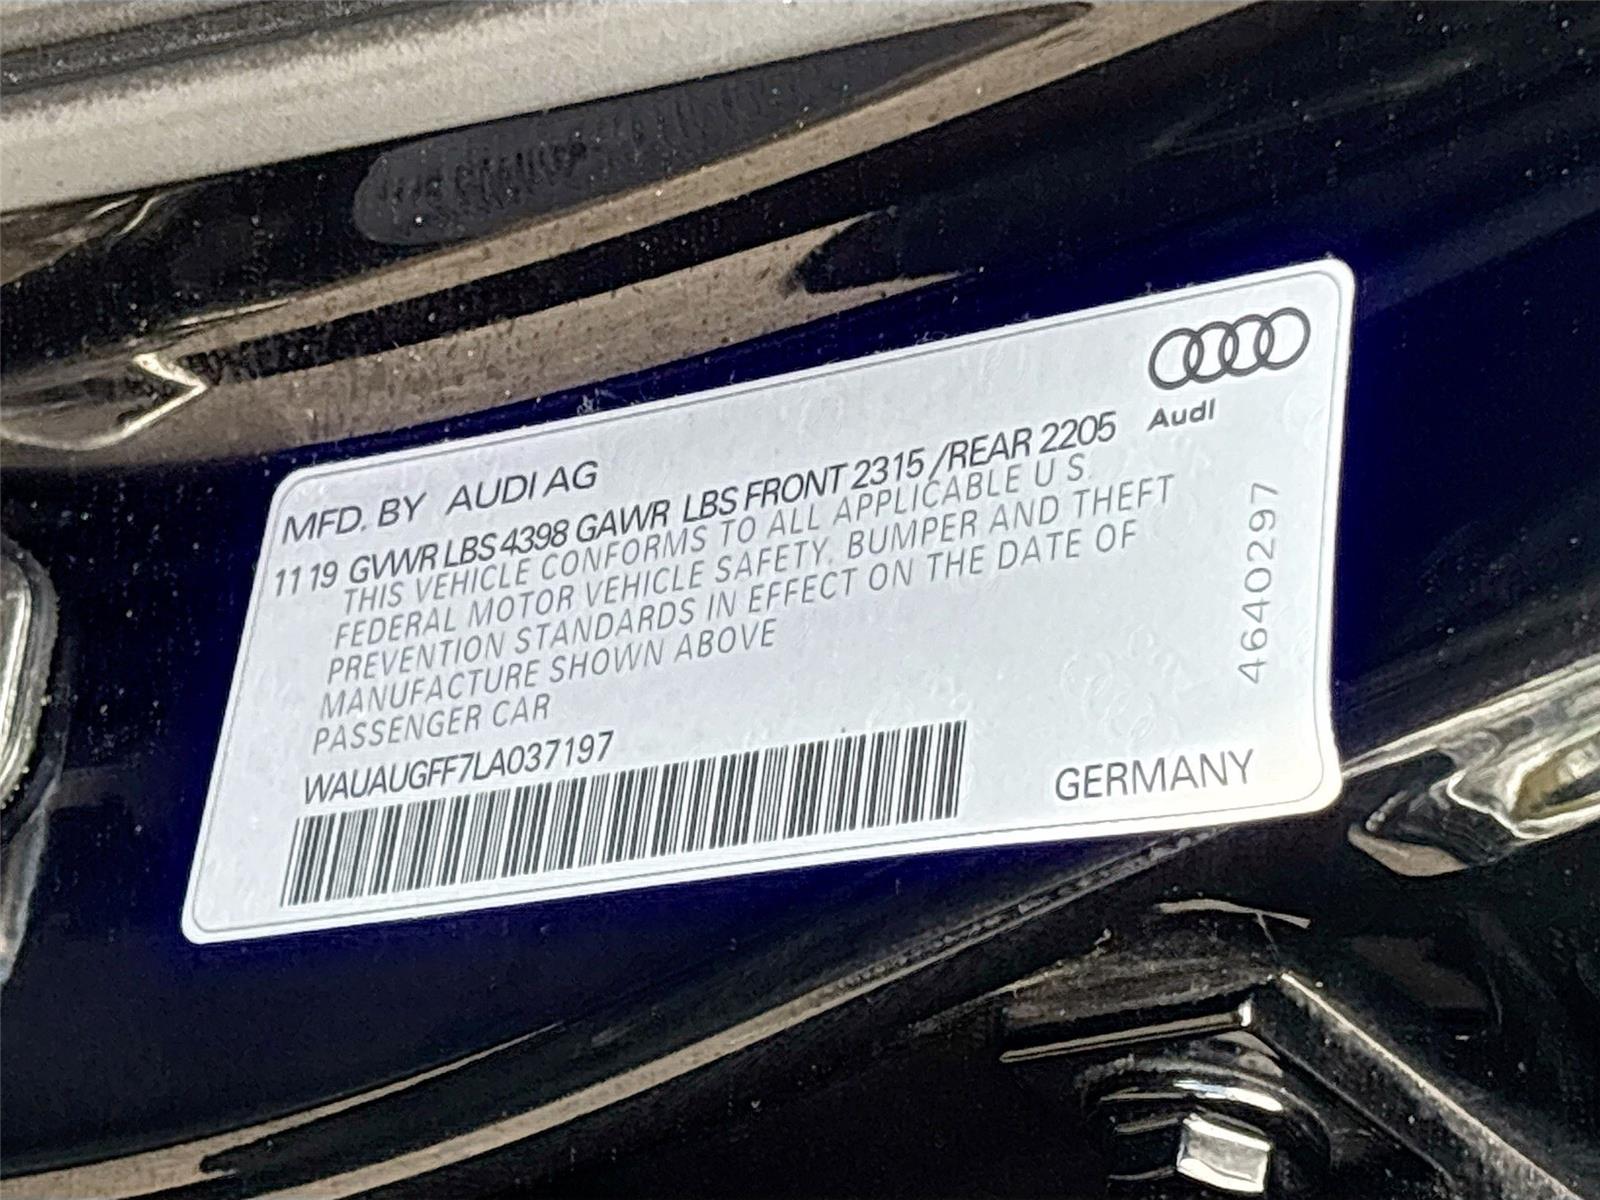 Audi
MFD. BY AUDI AG
11 19 GVWR LBS 4398 GAWR LBS FRONT 2315 /REAR 2205
THIS VEHICLE CONFORMS TO ALL APPLICABLE U S.
FEDERAL MOTOR VEHICLE SAFETY, BUMPER AND THEFT
PREVENTION STANDARDS IN EFFECT ON THE DATE OF
MANUFACTURE SHOWN ABOVE
PASSENGER CAR
WAUAUGFF7LA037197
GERMANY
4640297